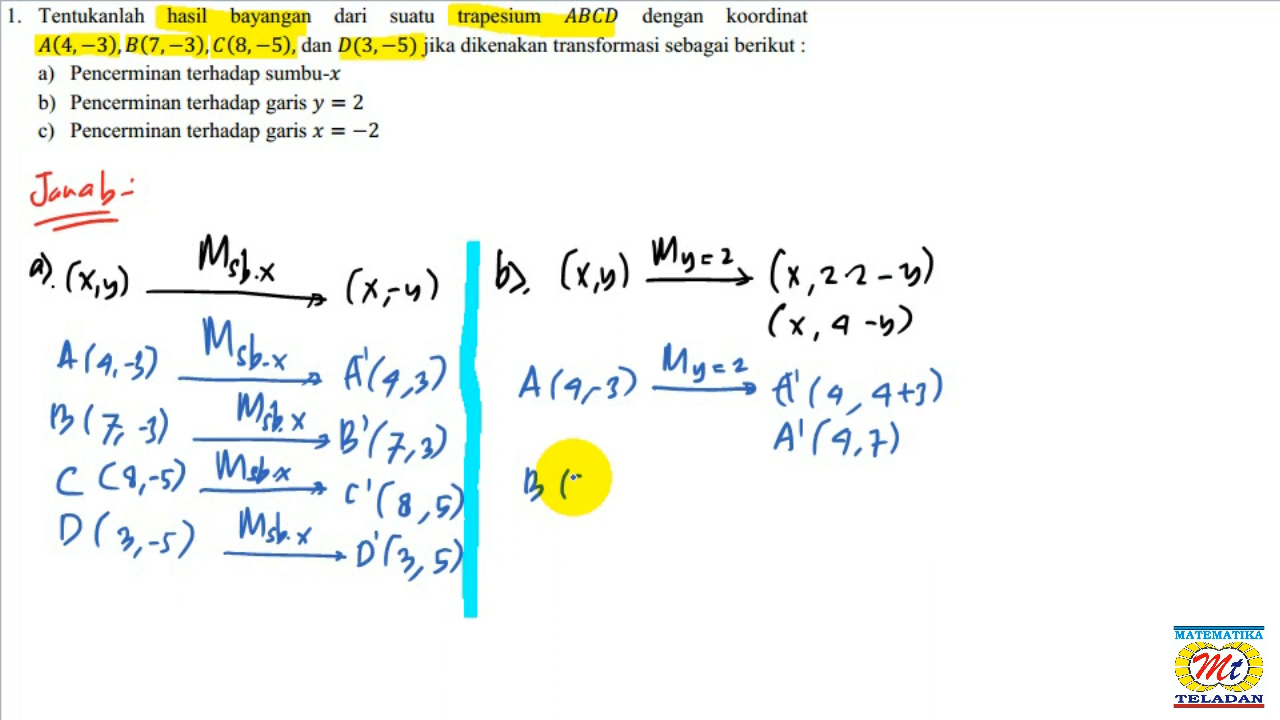 1. Tentukanlah hasil bayangan dari suatu trapesium ABCD dengan koordinat
A(4, −3), B(7, −3), C(8, −5), dan D(3, −5) jika dikenakan transformasi sebagai berikut :
a) Pencerminan terhadap sumbu-x
b) Pencerminan terhadap garis y = 2
c) Pencerminan terhadap garis x = −2
Jawab :
a). (x,y) Msb.x (x,-y)
A(4,-3) Msb.x A'(4,3)
B(7,-3) Msb.x B'(7,3)
C(8,-5) Msb.x C'(8,5)
D(3,-5) Msb.x D'(3,5)
b). (x,y) My=2 (x,2.2-y)
(x,4-y)
A(4,-3) My=2 A'(4,4+3)
A'(4,7)
B(
MATEMATIKA
Mt
TELADAN